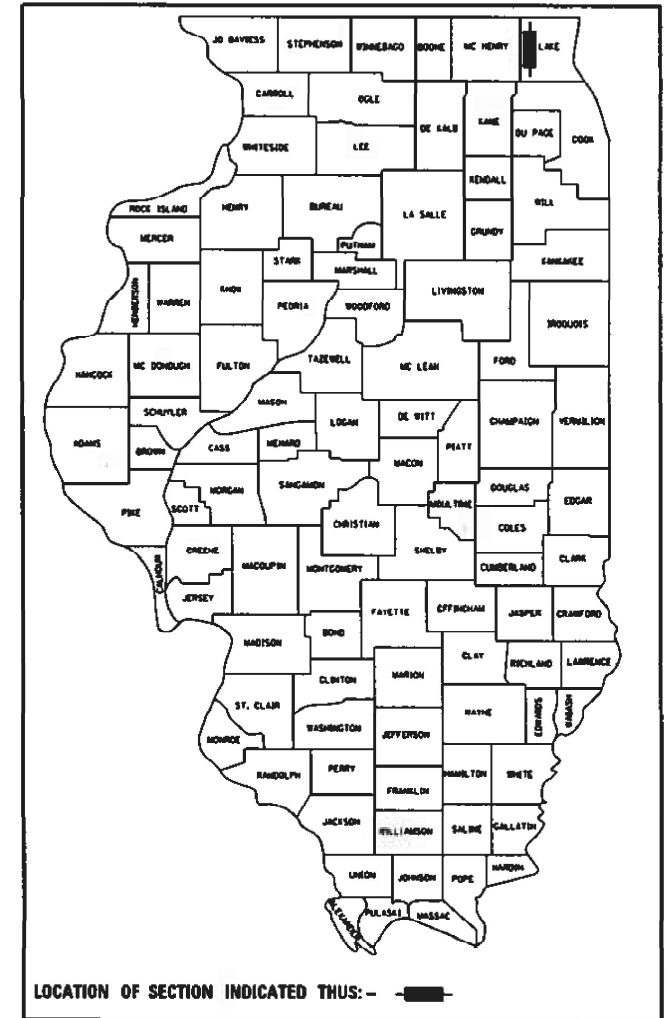 JO DAVIESS STEPHENSON WINNEBAGO BOONE MC HENRY LAKE
CARROLL OGLE DE KALB KANE DU PAGE COOK
WHITESIDE LEE KENDALL WILL
ROCK ISLAND HENRY BUREAU LA SALLE GRUNDY
MERCER PUTNAM KANKAKEE
STARK MARSHALL
HENDERSON WARREN KNOX PEORIA WOODFORD LIVINGSTON IROQUOIS
HANCOCK MC DONOUGH FULTON TAZEWELL MC LEAN FORD
SCHUYLER MASON LOGAN DE WITT CHAMPAIGN VERMILION
ADAMS BROWN CASS MENARD MACON PIATT
PIKE SCOTT MORGAN SANGAMON MOULTRIE DOUGLAS EDGAR
CHRISTIAN COLES
CALHOUN GREENE MACOUPIN MONTGOMERY SHELBY CUMBERLAND CLARK
JERSEY FAYETTE EFFINGHAM JASPER CRAWFORD
MADISON BOND CLAY RICHLAND LAWRENCE
CLINTON MARION
ST. CLAIR WAYNE EDWARDS WABASH
MONROE WASHINGTON JEFFERSON
RANDOLPH PERRY HAMILTON WHITE
FRANKLIN
JACKSON WILLIAMSON SALINE GALLATIN
UNION JOHNSON POPE HARDIN
ALEXANDER PULASKI MASSAC
LOCATION OF SECTION INDICATED THUS: –